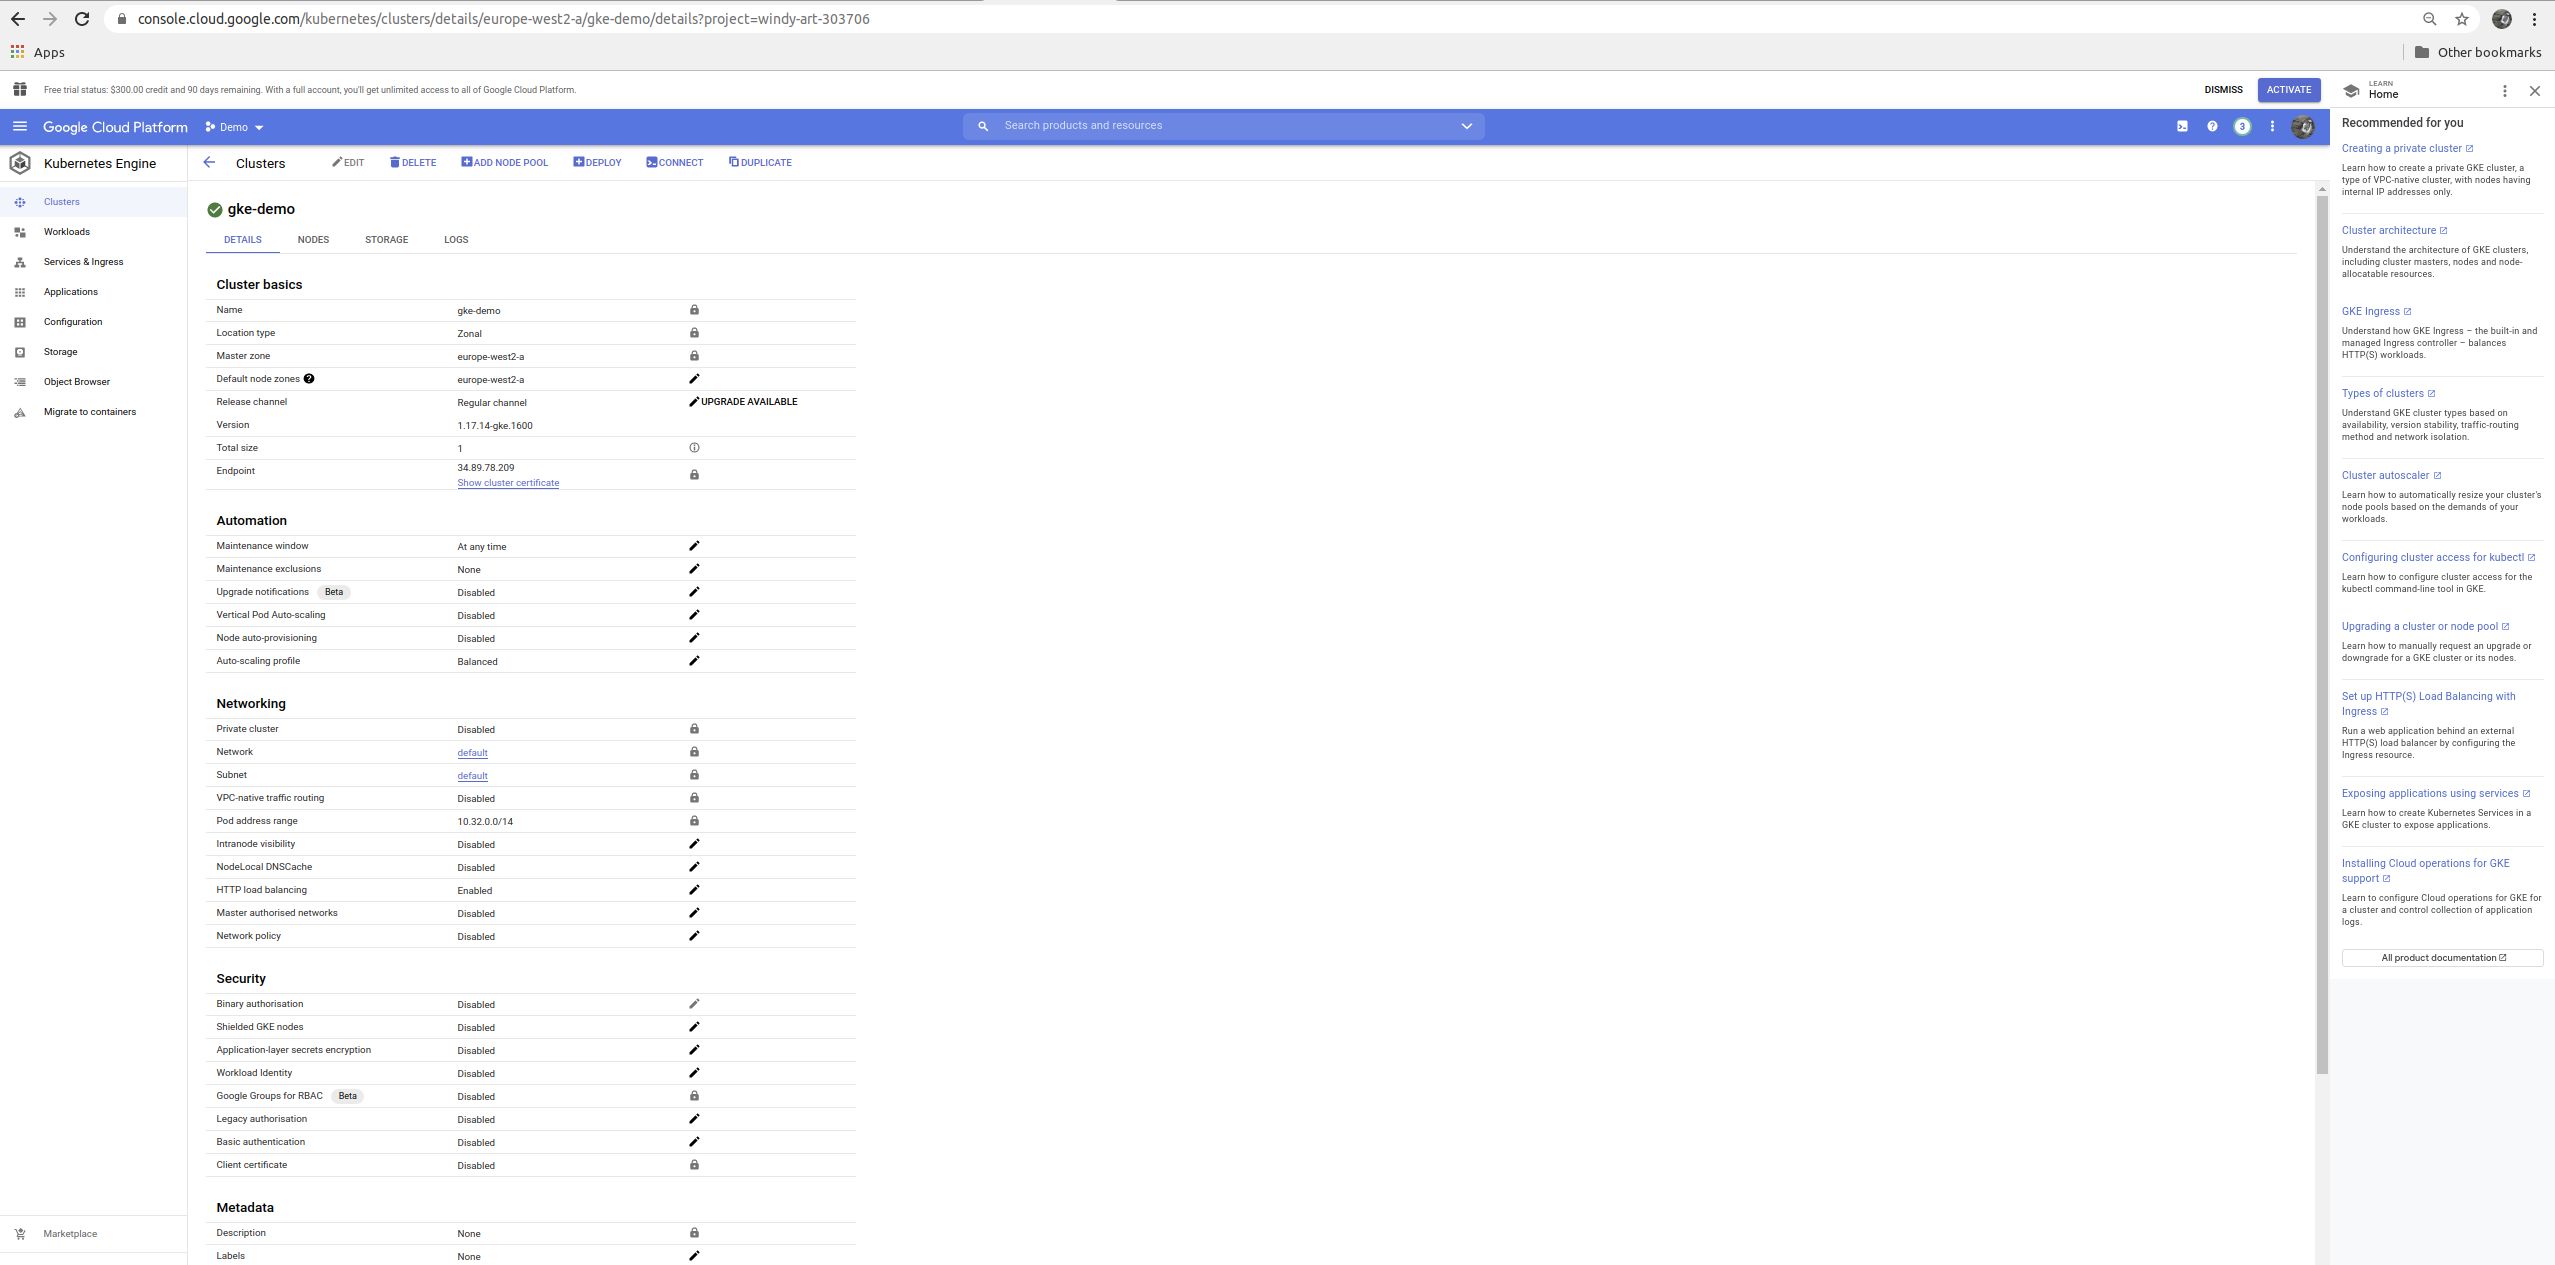 console.cloud.google.com/kubernetes/clusters/details/europe-west2-a/gke-demo/details?project=windy-art-303706
Apps
Other bookmarks
Free trial status: $300.00 credit and 90 days remaining. With a full account, you'll get unlimited access to all of Google Cloud Platform.
DISMISS
ACTIVATE
Google Cloud Platform
Demo
Search products and resources
3
Kubernetes Engine
Clusters
Workloads
Services & Ingress
Applications
Configuration
Storage
Object Browser
Migrate to containers
Marketplace
Clusters
EDIT
DELETE
ADD NODE POOL
DEPLOY
CONNECT
DUPLICATE
gke-demo
DETAILS
NODES
STORAGE
LOGS
Cluster basics
Name gke-demo
Location type Zonal
Master zone europe-west2-a
Default node zones europe-west2-a
Release channel Regular channel UPGRADE AVAILABLE
Version 1.17.14-gke.1600
Total size 1
Endpoint 34.89.78.209
Show cluster certificate
Automation
Maintenance window At any time
Maintenance exclusions None
Upgrade notifications Beta Disabled
Vertical Pod Auto-scaling Disabled
Node auto-provisioning Disabled
Auto-scaling profile Balanced
Networking
Private cluster Disabled
Network default
Subnet default
VPC-native traffic routing Disabled
Pod address range 10.32.0.0/14
Intranode visibility Disabled
NodeLocal DNSCache Disabled
HTTP load balancing Enabled
Master authorised networks Disabled
Network policy Disabled
Security
Binary authorisation Disabled
Shielded GKE nodes Disabled
Application-layer secrets encryption Disabled
Workload Identity Disabled
Google Groups for RBAC Beta Disabled
Legacy authorisation Disabled
Basic authentication Disabled
Client certificate Disabled
Metadata
Description None
Labels None
LEARN
Home
Recommended for you
Creating a private cluster
Learn how to create a private GKE cluster, a
type of VPC-native cluster, with nodes having
internal IP addresses only.
Cluster architecture
Understand the architecture of GKE clusters,
including cluster masters, nodes and node-
allocatable resources.
GKE Ingress
Understand how GKE Ingress – the built-in and
managed Ingress controller – balances
HTTP(S) workloads.
Types of clusters
Understand GKE cluster types based on
availability, version stability, traffic-routing
method and network isolation.
Cluster autoscaler
Learn how to automatically resize your cluster's
node pools based on the demands of your
workloads.
Configuring cluster access for kubectl
Learn how to configure cluster access for the
kubectl command-line tool in GKE.
Upgrading a cluster or node pool
Learn how to manually request an upgrade or
downgrade for a GKE cluster or its nodes.
Set up HTTP(S) Load Balancing with
Ingress
Run a web application behind an external
HTTP(S) load balancer by configuring the
Ingress resource.
Exposing applications using services
Learn how to create Kubernetes Services in a
GKE cluster to expose applications.
Installing Cloud operations for GKE
support
Learn to configure Cloud operations for GKE for
a cluster and control collection of application
logs.
All product documentation